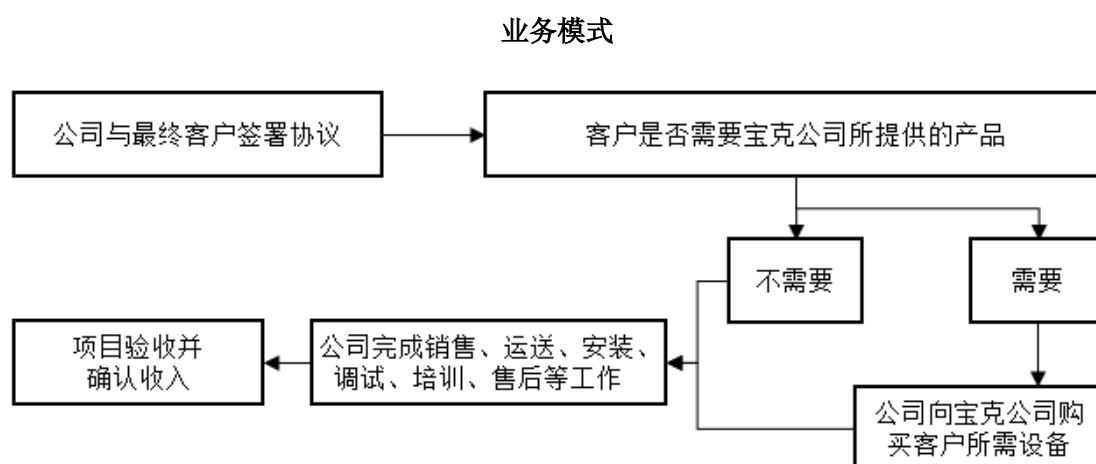 业务模式
公司与最终客户签署协议
客户是否需要宝克公司所提供的产品
不需要
需要
项目验收并
确认收入
公司完成销售、运送、安装、
调试、培训、售后等工作
公司向宝克公司购
买客户所需设备